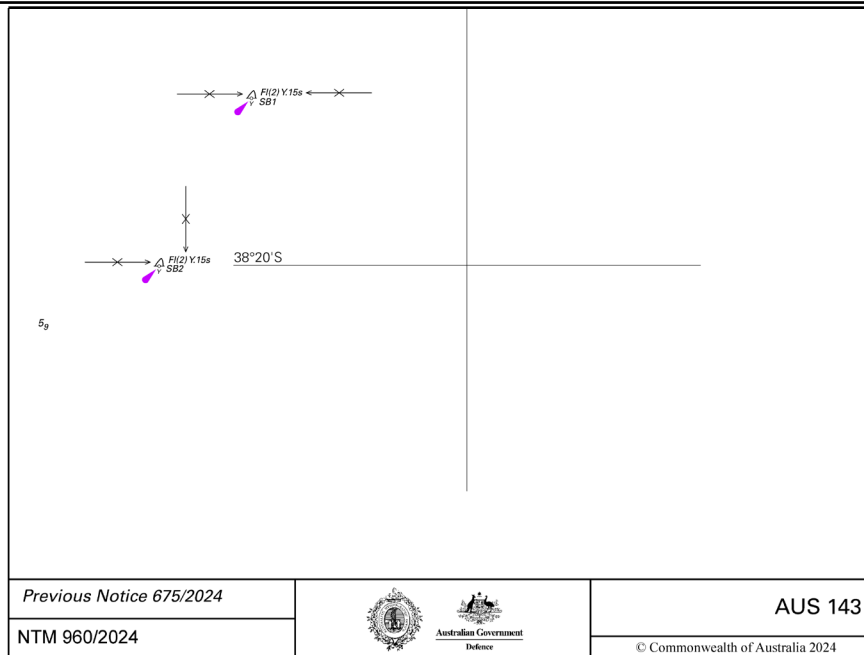 Fl(2) Y.15s
Y
SB1
Fl(2) Y.15s
Y
SB2
38°20'S
5₉
Previous Notice 675/2024
NTM 960/2024
Australian Government
Defence
AUS 143
© Commonwealth of Australia 2024